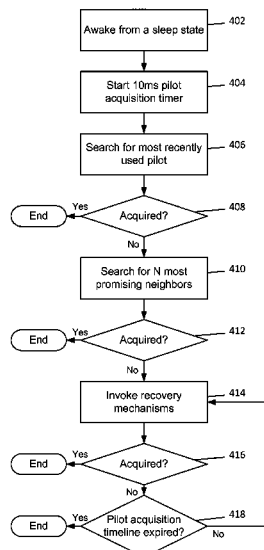 Awake from a sleep state
402
Start 10ms pilot
acquisition timer
404
Search for most recently
used pilot
406
Acquired?
408
Yes
End
No
Search for N most
promising neighbors
410
Acquired?
412
Yes
End
No
Invoke recovery
mechanisms
414
Acquired?
416
Yes
End
No
Pilot acquisition
timeline expired?
418
Yes
End
No